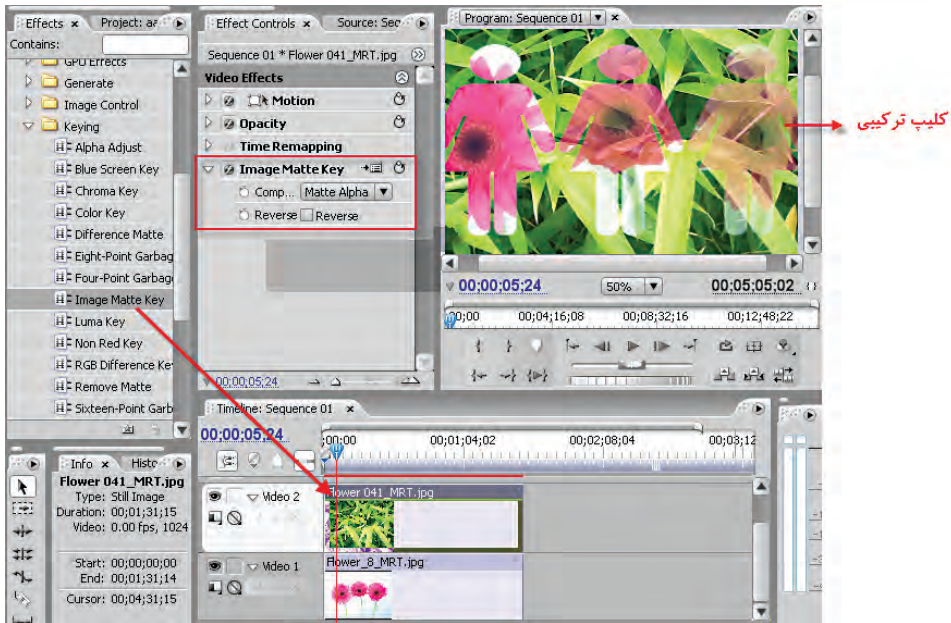 Effects × Project: aa
Contains:
GPU Effects
Generate
Image Control
Keying
Alpha Adjust
Blue Screen Key
Chroma Key
Color Key
Difference Matte
Eight-Point Garbag
Four-Point Garbage
Image Matte Key
Luma Key
Non Red Key
RGB Difference Key
Remove Matte
Sixteen-Point Garb
Effect Controls × Source: Sec
Sequence 01 * Flower 041_MRT.jpg
Video Effects
Motion
Opacity
Time Remapping
Image Matte Key
Comp... Matte Alpha
Reverse Reverse
00;00;05;24
Program: Sequence 01 ×
کلیپ ترکیبی
00;00;05;24 50% 00;05;05;02
00;00 00;04;16;08 00;08;32;16 00;12;48;22
Info × Histo
Flower 041_MRT.jpg
Type: Still Image
Duration: 00;01;31;15
Video: 0.00 fps, 1024
Start: 00;00;00;00
End: 00;01;31;14
Cursor: 00;04;31;15
Timeline: Sequence 01 ×
00;00;05;24
;00;00 00;01;04;02 00;02;08;04 00;03;12
Video 2
Flower 041_MRT.jpg
Video 1
Flower_8_MRT.jpg